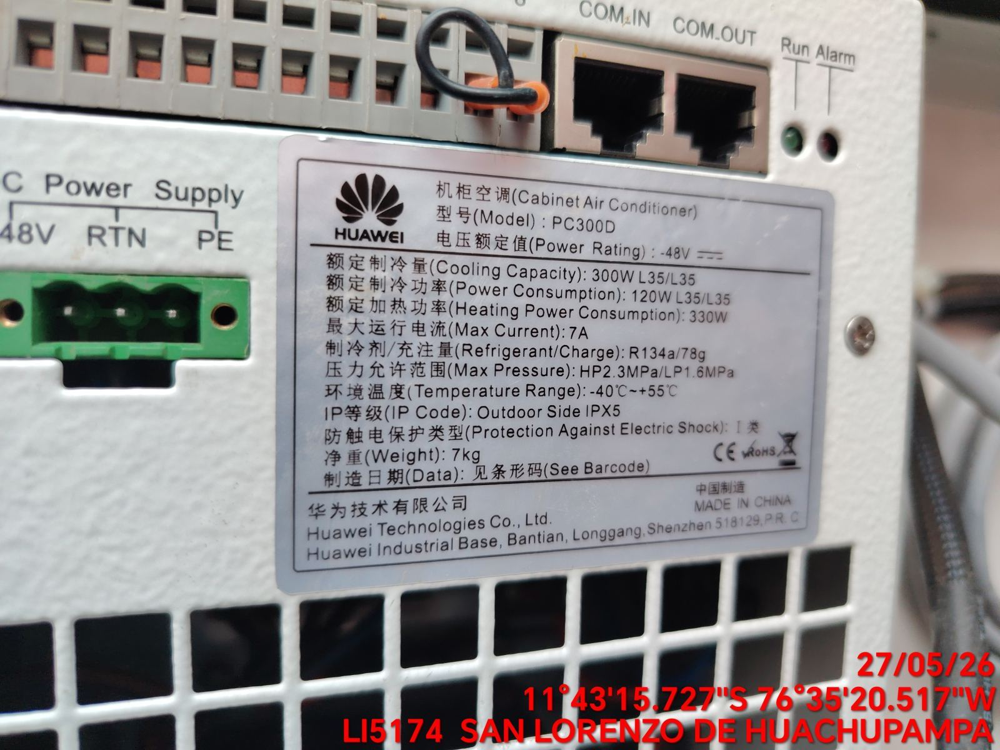 COM_IN COM_OUT
Run Alarm
C Power Supply
48V RTN PE
HUAWEI
机柜空调(Cabinet Air Conditioner)
型号(Model) : PC300D
电压额定值(Power Rating) : -48V
额定制冷量(Cooling Capacity): 300W L35/L35
额定制冷功率(Power Consumption): 120W L35/L35
额定加热功率(Heating Power Consumption): 330W
最大运行电流(Max Current): 7A
制冷剂/充注量(Refrigerant/Charge): R134a/78g
压力允许范围(Max Pressure): HP2.3MPa/LP1.6MPa
环境温度(Temperature Range): -40℃~+55℃
IP等级(IP Code): Outdoor Side IPX5
防触电保护类型(Protection Against Electric Shock): I 类
净重(Weight): 7kg
CE RoHS
制造日期(Data): 见条形码(See Barcode)
华为技术有限公司
中国制造
MADE IN CHINA
Huawei Technologies Co., Ltd.
Huawei Industrial Base, Bantian, Longgang, Shenzhen 518129, P.R. C
27/05/26
11°43'15.727"S 76°35'20.517"W
LI5174 SAN LORENZO DE HUACHUPAMPA